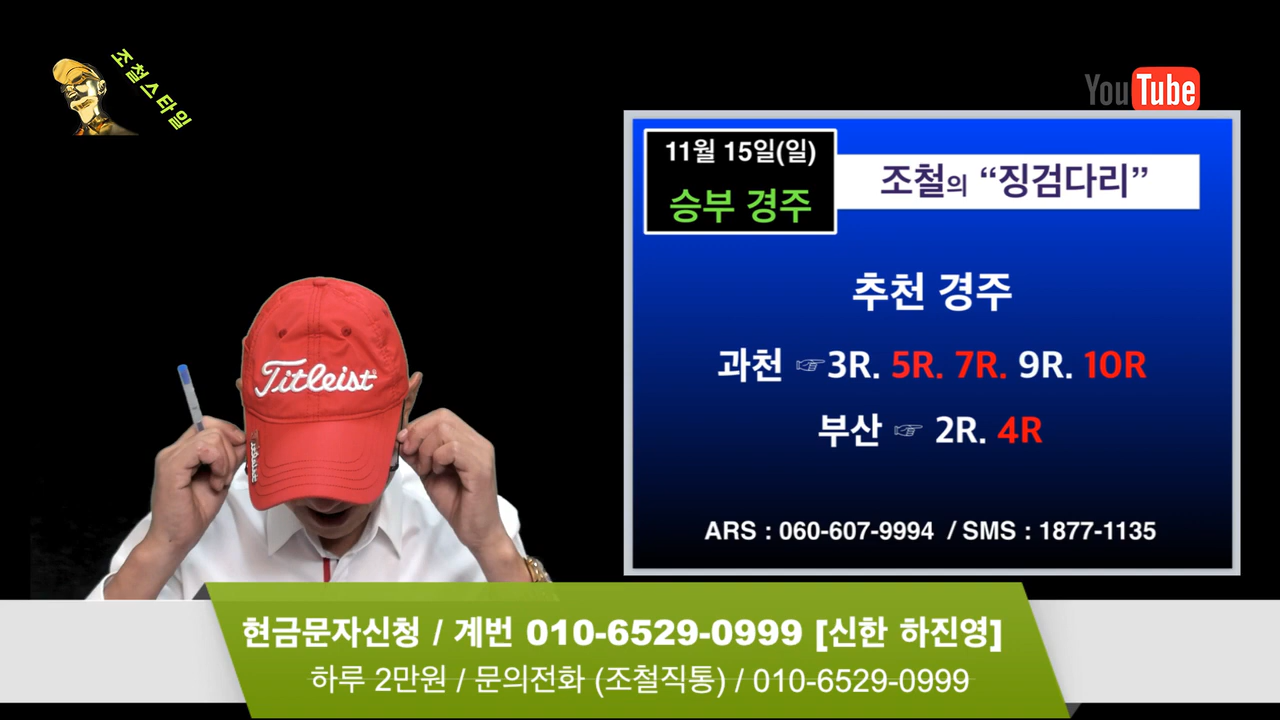 조철스타일
YouTube
11월 15일(일)
승부 경주
조철의 “징검다리”
추천 경주
과천 ☞3R. 5R. 7R. 9R. 10R
부산 ☞ 2R. 4R
ARS : 060-607-9994 / SMS : 1877-1135
Titleist
현금문자신청 / 계번 010-6529-0999 [신한 하진영]
하루 2만원 / 문의전화 (조철직통) / 010-6529-0999